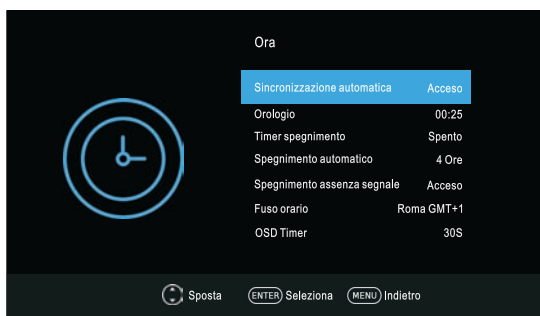 Ora
Sincronizzazione automatica Acceso
Orologio 00:25
Timer spegnimento Spento
Spegnimento automatico 4 Ore
Spegnimento assenza segnale Acceso
Fuso orario Roma GMT+1
OSD Timer 30S
Sposta ENTER Seleziona MENU Indietro